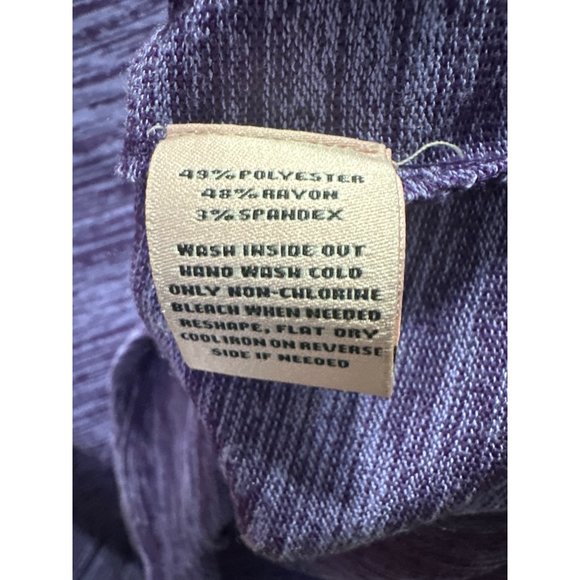 49% POLYESTER
48% RAYON
3% SPANDEX
WASH INSIDE OUT
HAND WASH COLD
ONLY NON-CHLORINE
BLEACH WHEN NEEDED
RESHAPE, FLAT DRY
COOL IRON ON REVERSE
SIDE IF NEEDED